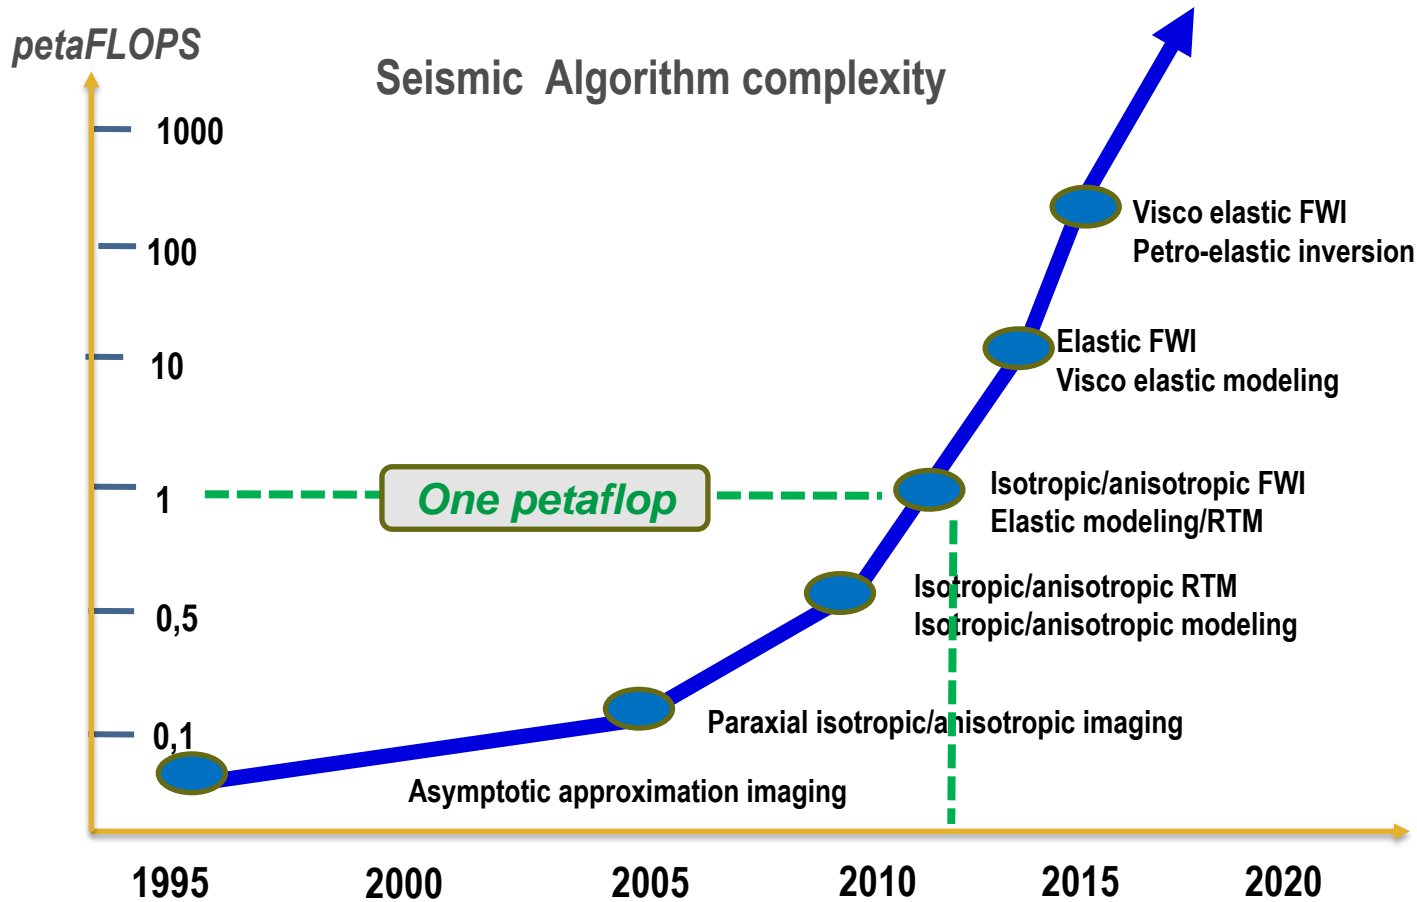 petaFLOPS
Seismic Algorithm complexity
1000
100
10
1
0,5
0,1
Visco elastic FWI
Petro-elastic inversion
Elastic FWI
Visco elastic modeling
One petaflop
Isotropic/anisotropic FWI
Elastic modeling/RTM
Isotropic/anisotropic RTM
Isotropic/anisotropic modeling
Paraxial isotropic/anisotropic imaging
Asymptotic approximation imaging
1995 2000 2005 2010 2015 2020